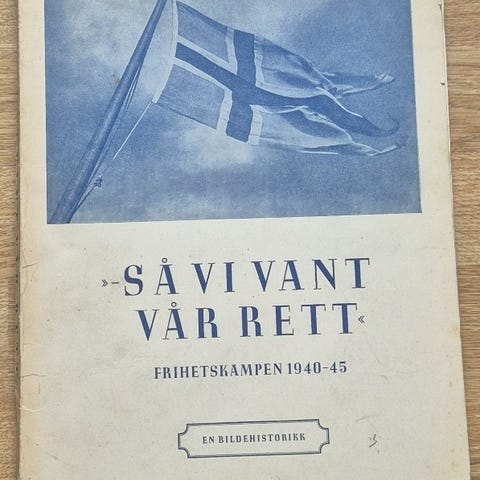 »–SÅ VI VANT
VÅR RETT«
FRIHETSKAMPEN 1940-45
EN BILDEHISTORIKK